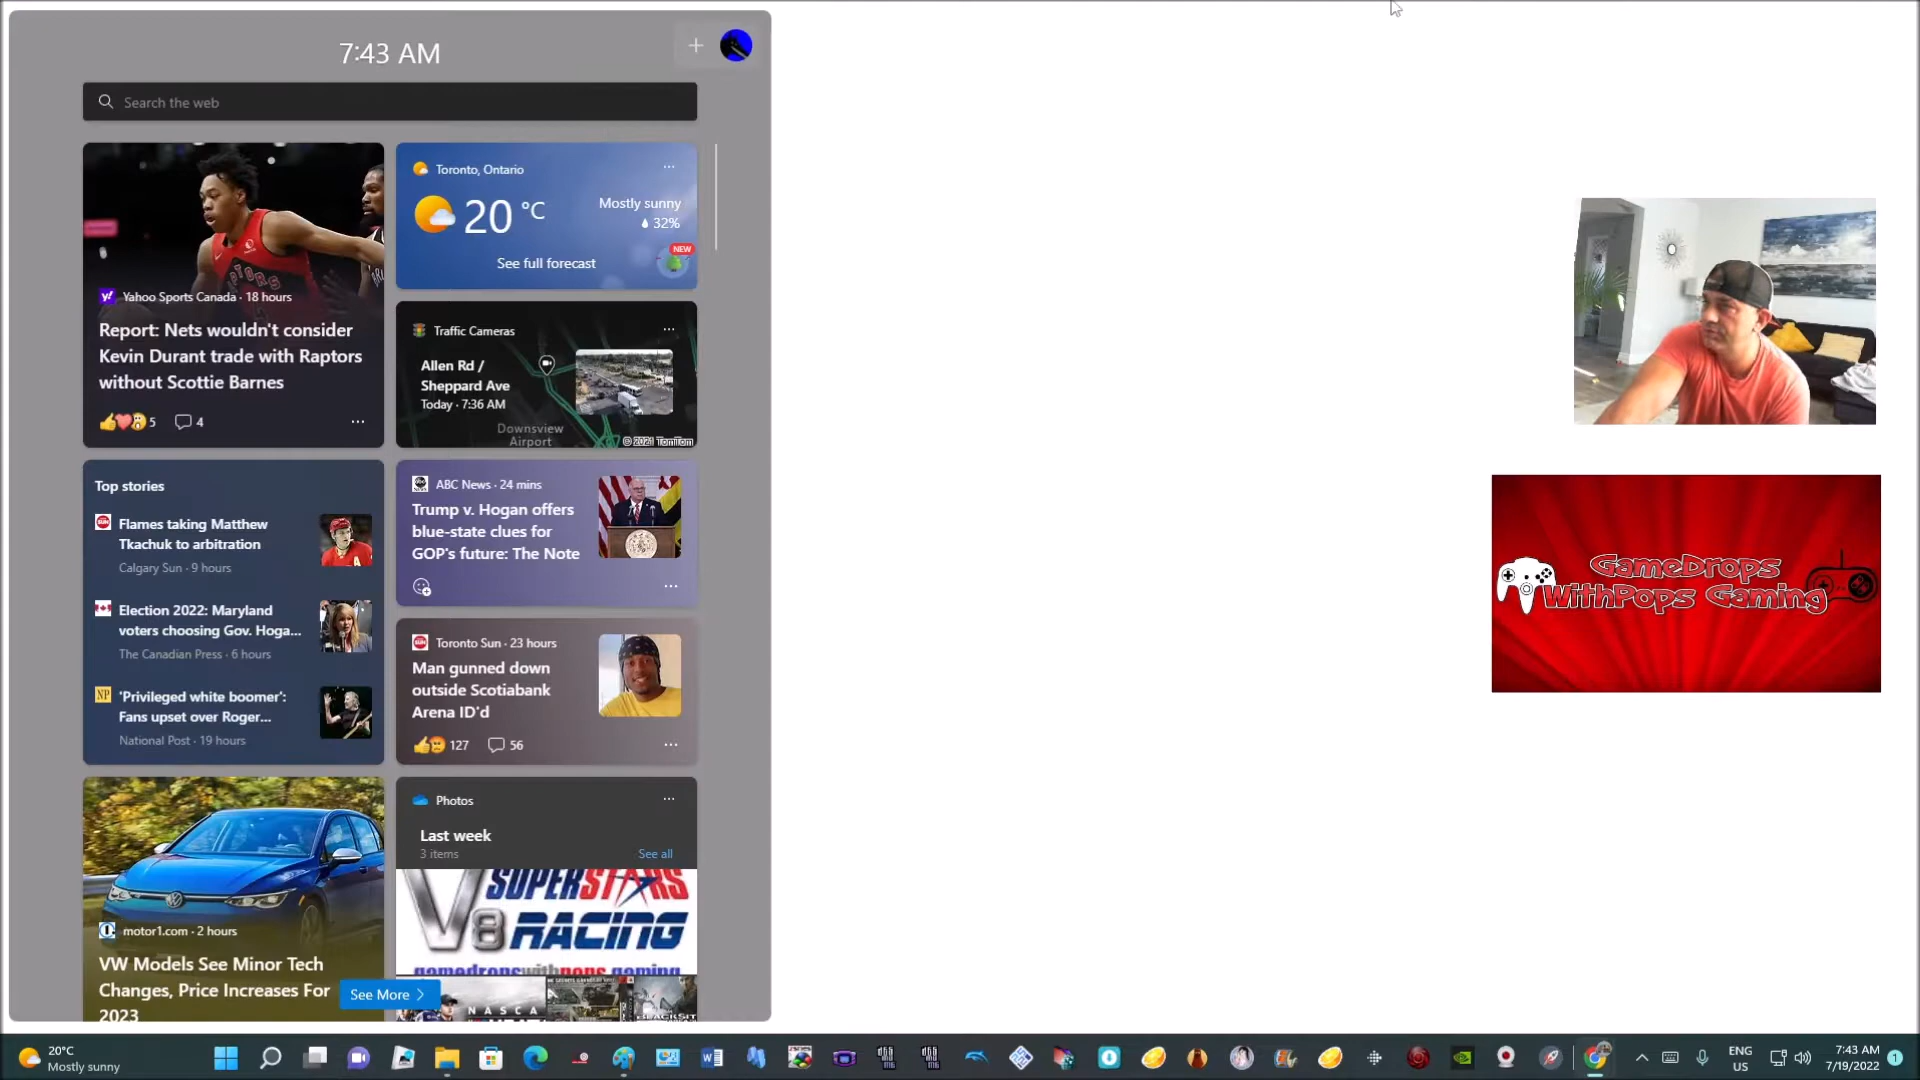 7:43 AM
Search the web
Yahoo Sports Canada · 18 hours
Report: Nets wouldn't consider
Kevin Durant trade with Raptors
without Scottie Barnes
5
4
Toronto, Ontario
20 °C
Mostly sunny
32%
NEW
See full forecast
Traffic Cameras
Allen Rd /
Sheppard Ave
Today · 7:36 AM
Downsview
Airport
© 2021 TomTom
Top stories
Flames taking Matthew
Tkachuk to arbitration
Calgary Sun · 9 hours
Election 2022: Maryland
voters choosing Gov. Hoga...
The Canadian Press · 6 hours
NP
'Privileged white boomer':
Fans upset over Roger...
National Post · 19 hours
ABC News · 24 mins
Trump v. Hogan offers
blue-state clues for
GOP's future: The Note
Toronto Sun · 23 hours
Man gunned down
outside Scotiabank
Arena ID'd
127
56
motor1.com · 2 hours
VW Models See Minor Tech
Changes, Price Increases For
2023
See More
Photos
Last week
3 items
See all
V8 SUPERSTARS
RACING
gamedropswithpops gaming
NASCA
GameDrops
WithPops Gaming
20°C
Mostly sunny
ENG
US
7:43 AM
7/19/2022
1